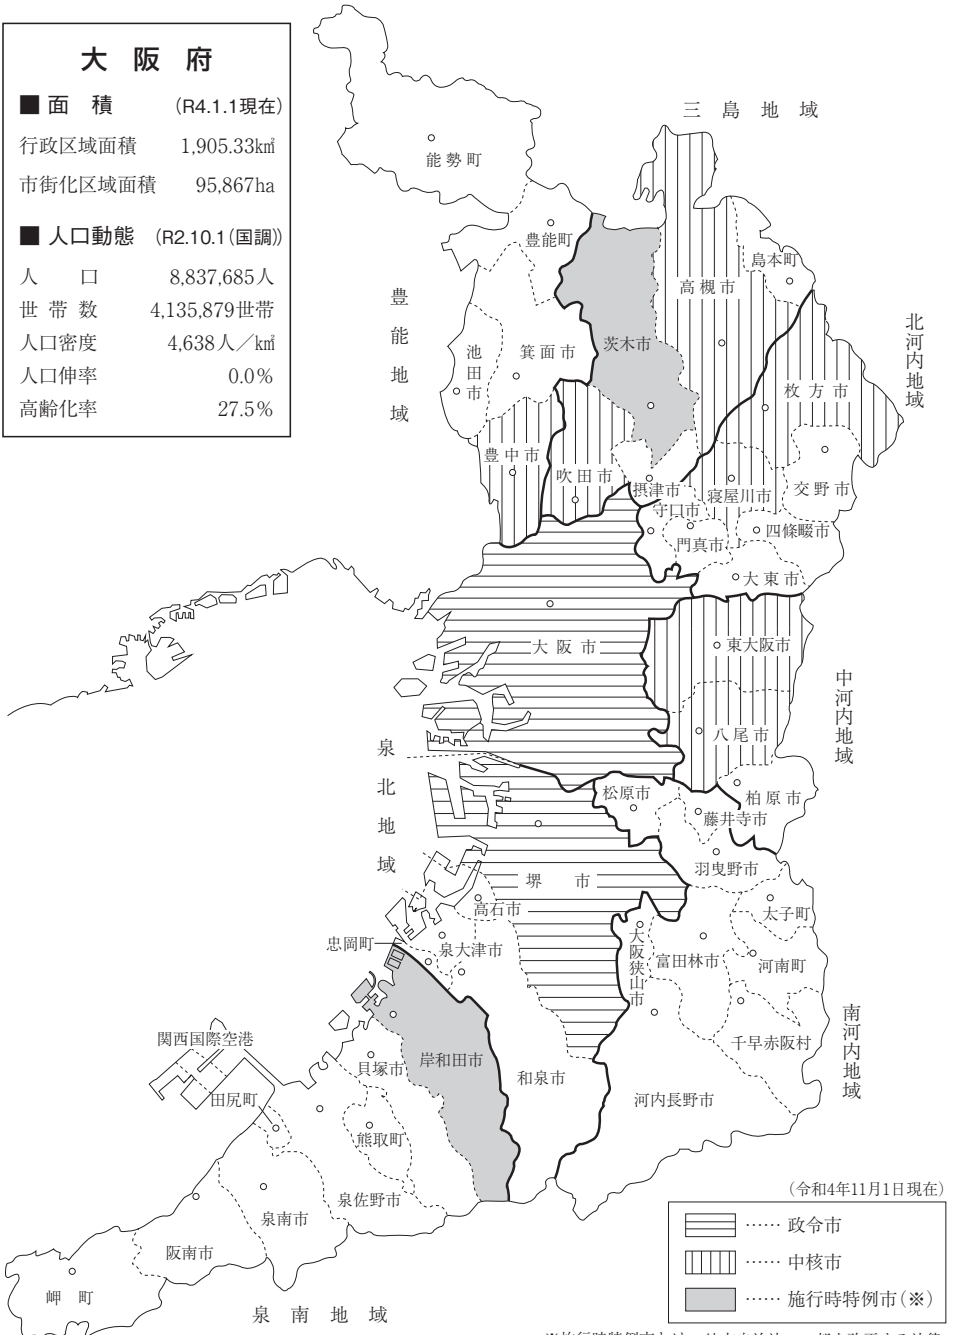 大阪府
■面積 (R4.1.1現在)
行政区域面積 1,905.33㎢
市街化区域面積 95,867ha
■人口動態 (R2.10.1(国調))
人口 8,837,685人
世帯数 4,135,879世帯
人口密度 4,638人／㎢
人口伸率 0.0%
高齢化率 27.5%
三島地域
能勢町
豊能町
島本町
高槻市
豊能地域
茨木市
北河内地域
池田市
箕面市
枚方市
豊中市
吹田市
摂津市
寝屋川市
交野市
守口市
門真市
四條畷市
大東市
大阪市
東大阪市
中河内地域
八尾市
泉北地域
松原市
柏原市
藤井寺市
羽曳野市
堺市
高石市
太子町
忠岡町
泉大津市
大阪狭山市
富田林市
河南町
南河内地域
千早赤阪村
関西国際空港
貝塚市
岸和田市
和泉市
河内長野市
田尻町
熊取町
泉佐野市
泉南市
阪南市
岬町
泉南地域
(令和4年11月1日現在)
……政令市
……中核市
……施行時特例市(※)